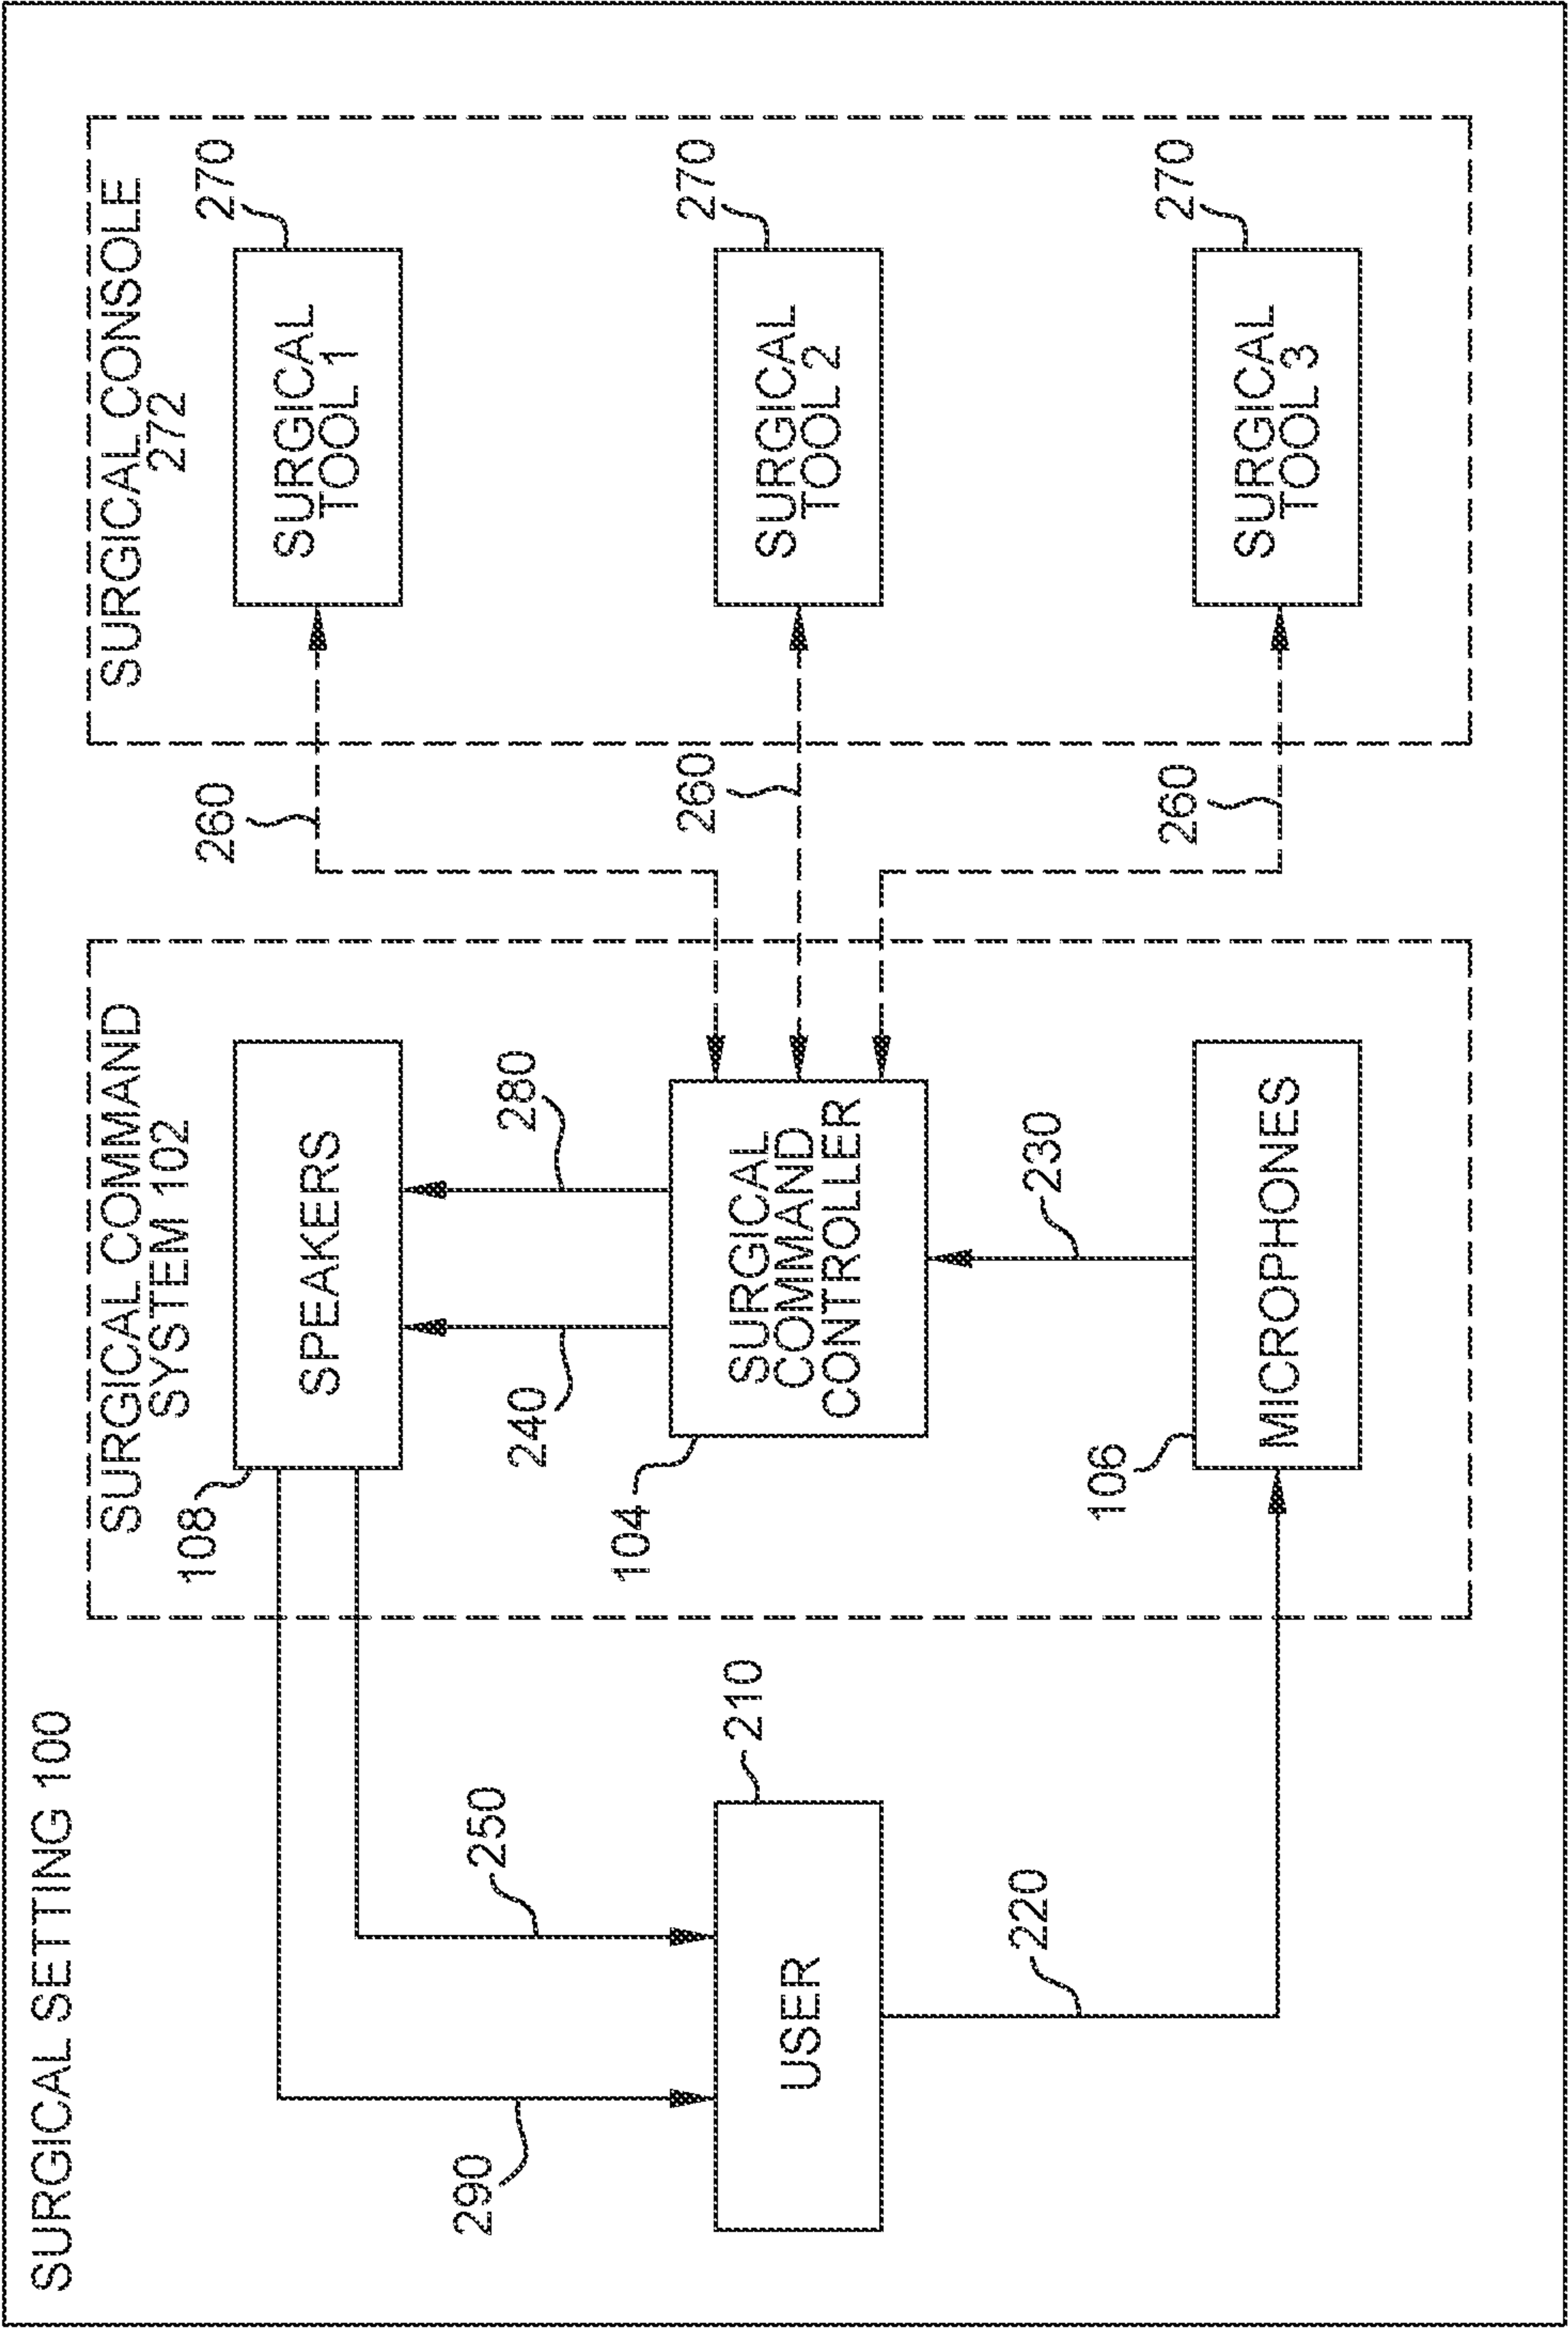 SURGICAL SETTING 100
SURGICAL COMMAND
SYSTEM 102
SURGICAL CONSOLE
272
108
SPEAKERS
260
270
SURGICAL
TOOL 1
290
250
240
280
210
USER
104
SURGICAL
COMMAND
CONTROLLER
260
270
SURGICAL
TOOL 2
220
230
106
MICROPHONES
260
270
SURGICAL
TOOL 3